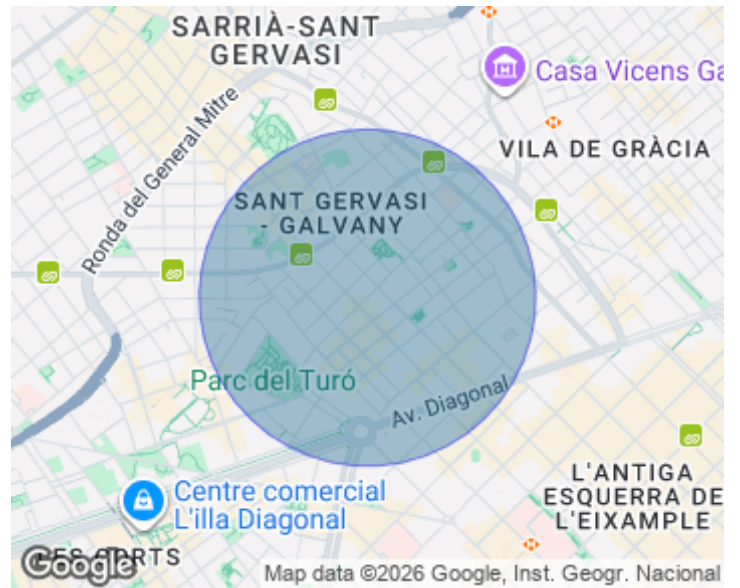 SARRIÀ-SANT
GERVASI
Casa Vicens Ga
Ronda del General Mitre
VILA DE GRÀCIA
SANT GERVASI
- GALVANY
Parc del Turó
Av. Diagonal
Centre comercial
L'illa Diagonal
L'ANTIGA
ESQUERRA DE
L'EIXAMPLE
Google
Map data ©2026 Google, Inst. Geogr. Nacional